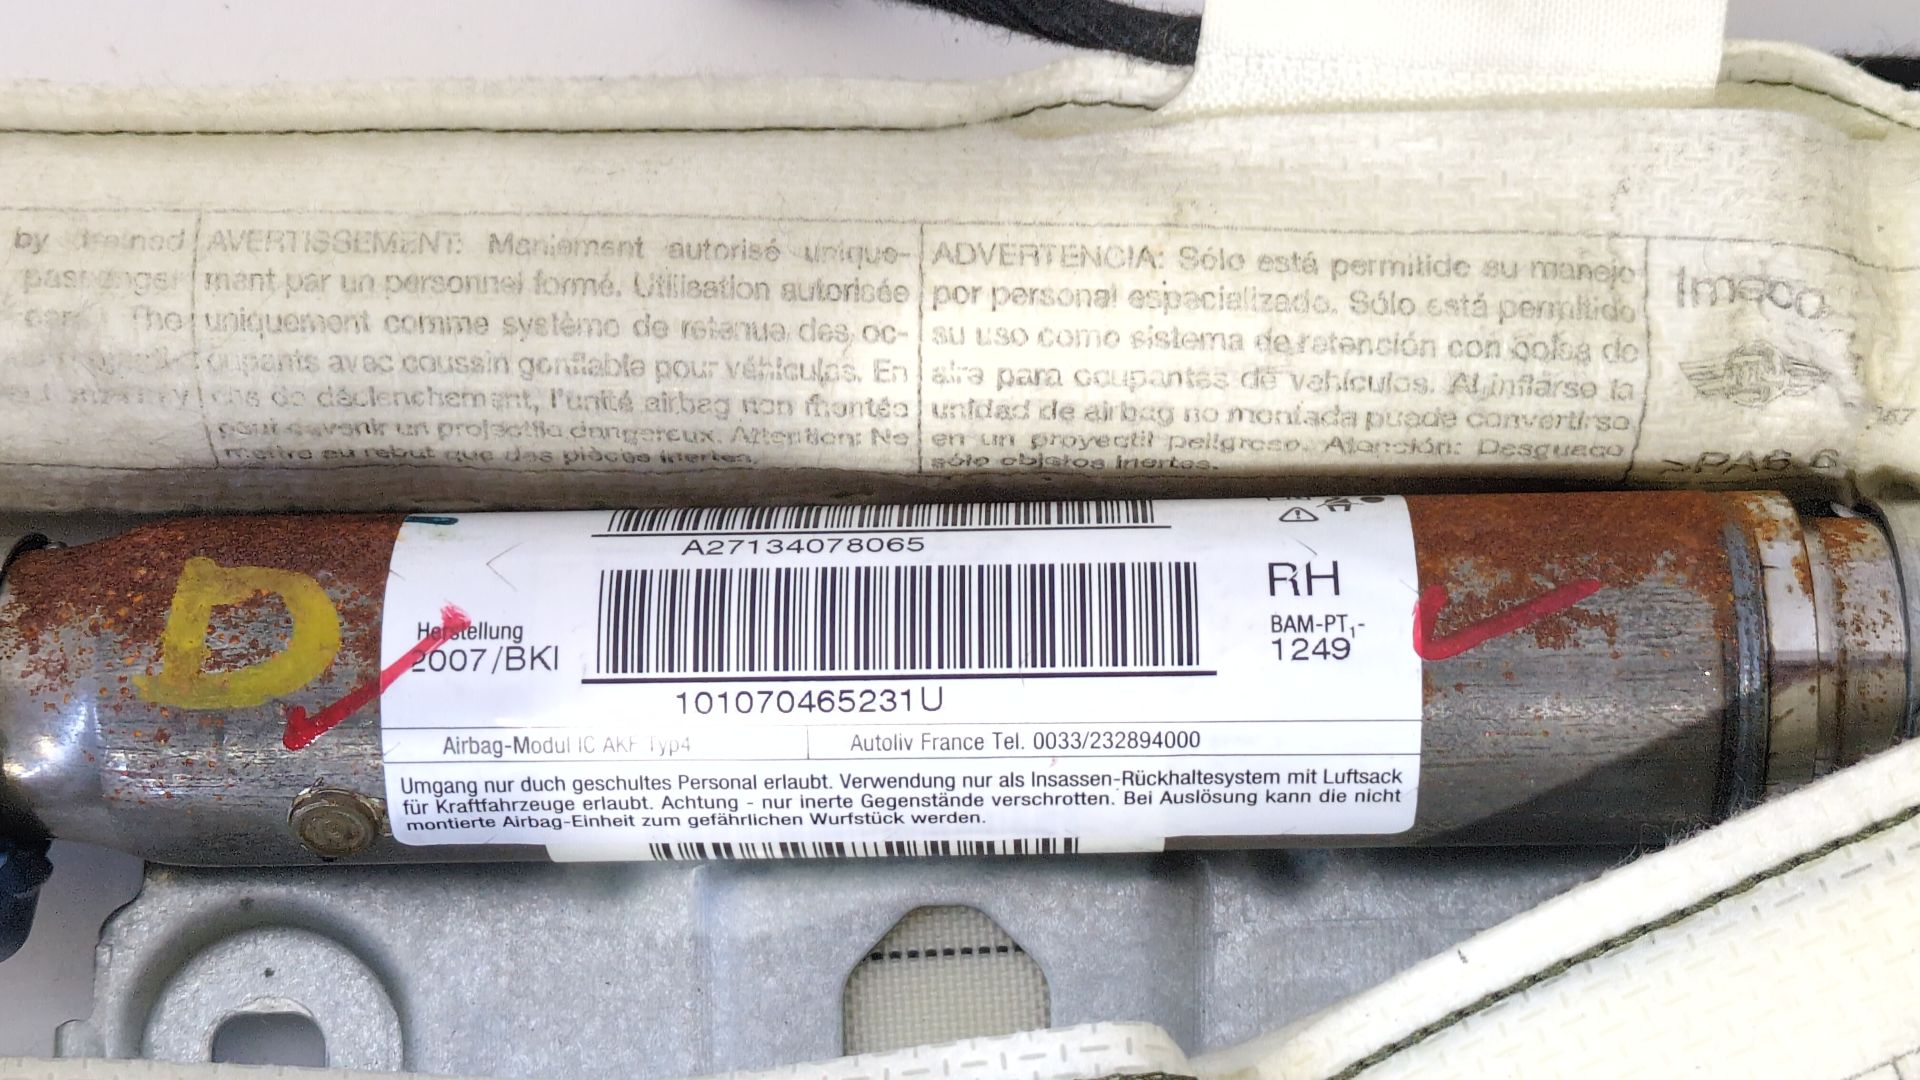 by trained
passenger
The
AVERTISSEMENT: Maniement autorisé unique-
ment par un personnel formé. Utilisation autorisée
uniquement comme système de retenue des oc-
cupants avec coussin gonflable pour véhicules. En
cas de déclenchement, l'unité airbag non montée
peut devenir un projectile dangereux. Attention: Ne
mettre au rebut que des pièces inertes.
ADVERTENCIA: Sólo está permitido su manejo
por personal especializado. Sólo está permitido
su uso como sistema de retención con bolsa de
aire para ocupantes de vehículos. Al inflarse la
unidad de airbag no montada puede convertirse
en un proyectil peligroso. Atención: Desguace
sólo objetos inertes.
Imeco
>PA6.6
D
A27134078065
RH
Herstellung
2007/BKI
BAM-PT₁-
1249
101070465231U
Airbag-Modul IC AKF Typ4
Autoliv France Tel. 0033/232894000
Umgang nur duch geschultes Personal erlaubt. Verwendung nur als Insassen-Rückhaltesystem mit Luftsack
für Kraftfahrzeuge erlaubt. Achtung - nur inerte Gegenstände verschrotten. Bei Auslösung kann die nicht
montierte Airbag-Einheit zum gefährlichen Wurfstück werden.